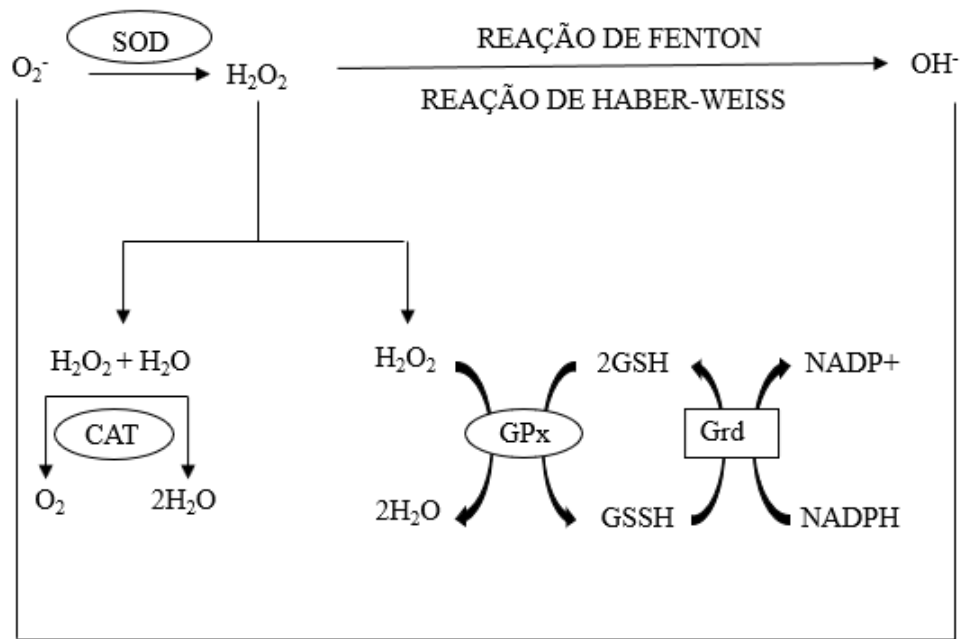 SOD
REAÇÃO DE FENTON
O₂⁻
H₂O₂
OH⁻
REAÇÃO DE HABER-WEISS
H₂O₂ + H₂O
H₂O₂
2GSH
NADP+
CAT
GPx
Grd
O₂
2H₂O
2H₂O
GSSH
NADPH